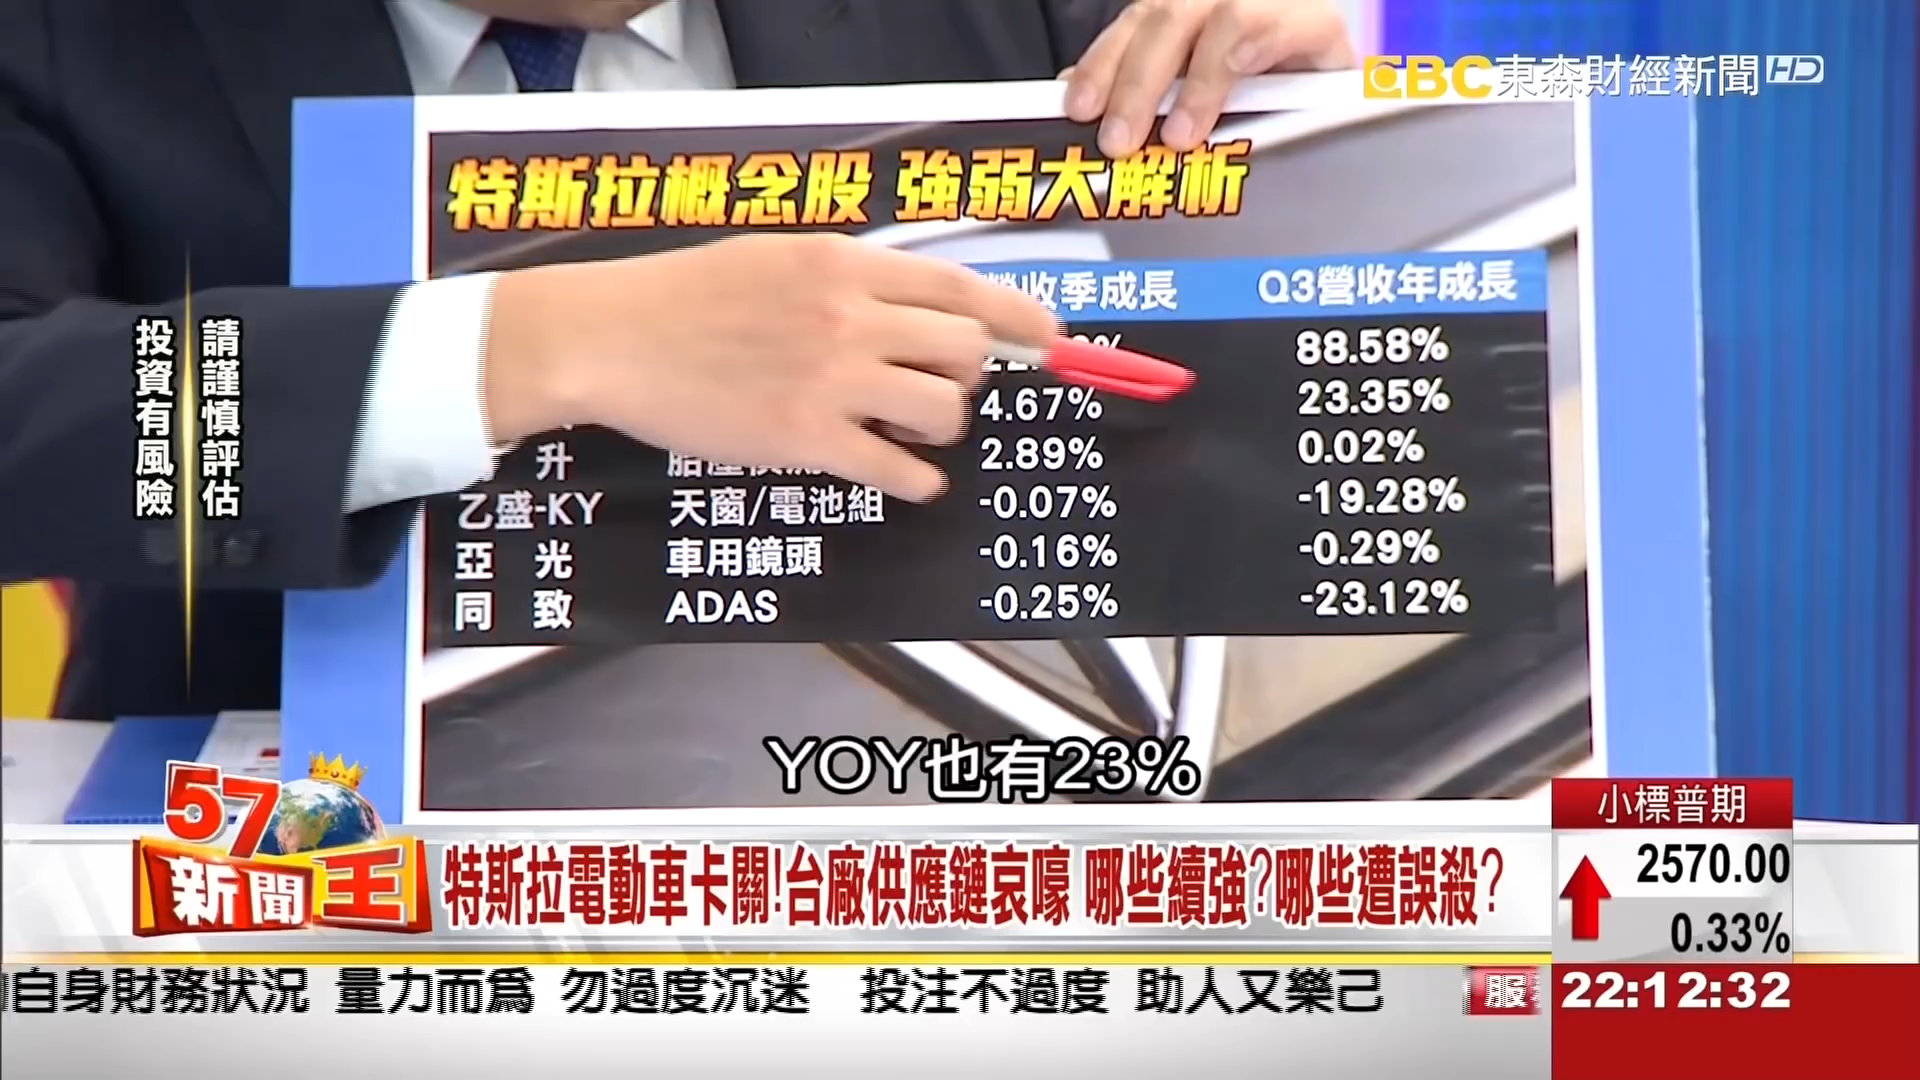 EBC 東森財經新聞 HD
請謹慎評估
投資有風險
特斯拉概念股 強弱大解析
營收季成長 Q3營收年成長
88.58%
4.67% 23.35%
升 2.89% 0.02%
乙盛-KY 天窗/電池組 -0.07% -19.28%
亞 光 車用鏡頭 -0.16% -0.29%
同 致 ADAS -0.25% -23.12%
YOY也有23%
57新聞王
特斯拉電動車卡關!台廠供應鏈哀嚎 哪些續強?哪些遭誤殺?
小標普期
2570.00
0.33%
自身財務狀況 量力而為 勿過度沉迷 投注不過度 助人又樂己
服
22:12:32